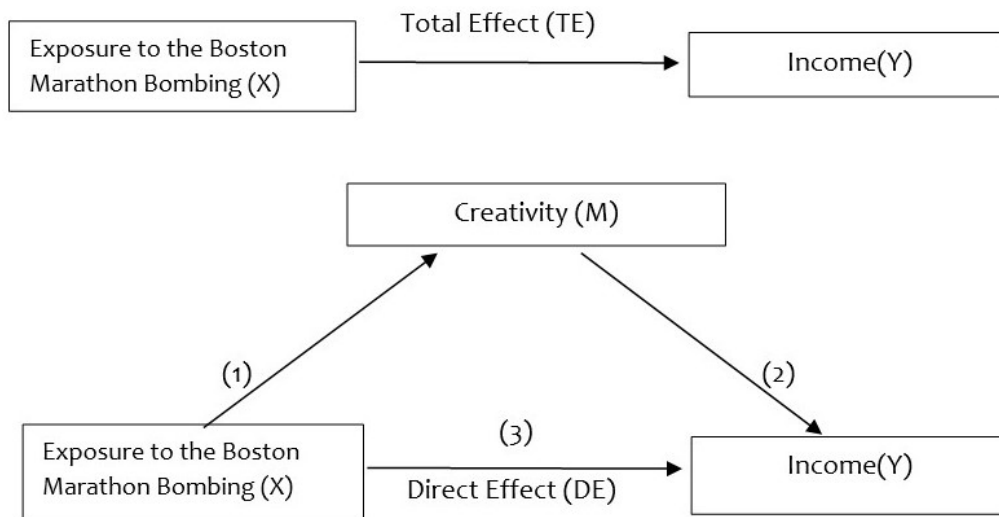 Total Effect (TE)
Exposure to the Boston
Marathon Bombing (X)
Income(Y)
Creativity (M)
(1)
(2)
(3)
Exposure to the Boston
Marathon Bombing (X)
Direct Effect (DE)
Income(Y)